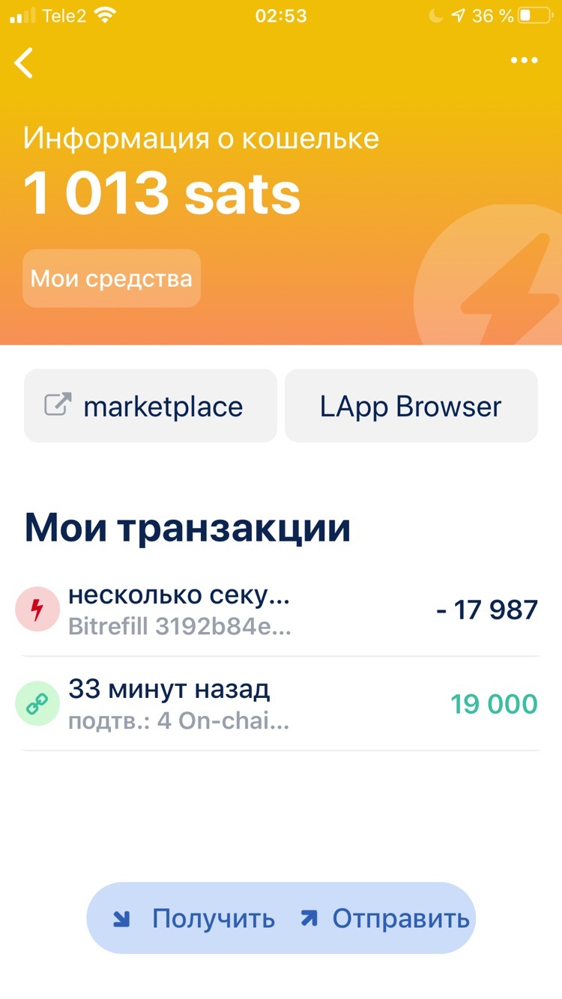 Tele2 02:53 36 %
Информация о кошельке
1 013 sats
Мои средства
marketplace LApp Browser
Мои транзакции
несколько секу... - 17 987
Bitrefill 3192b84e...
33 минут назад 19 000
подтв.: 4 On-chai...
Получить Отправить